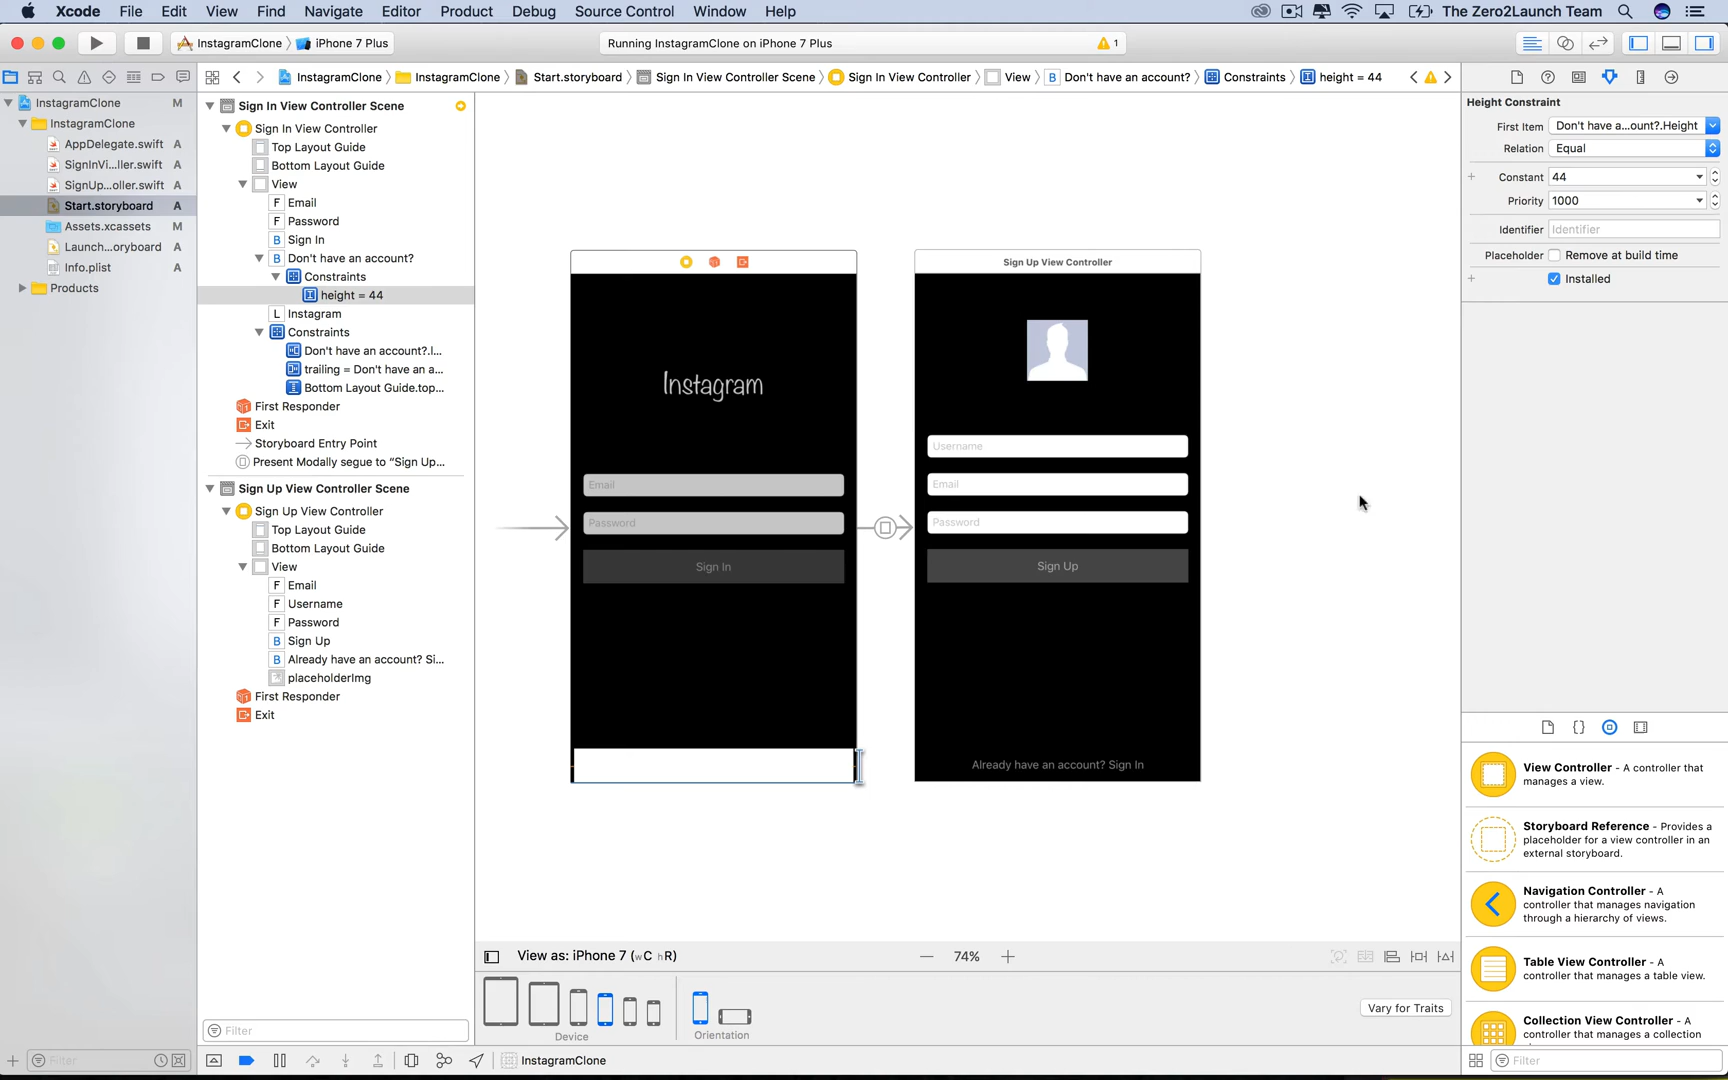 Xcode File Edit View Find Navigate Editor Product Debug Source Control Window Help The Zero2Launch Team
InstagramClone iPhone 7 Plus Running InstagramClone on iPhone 7 Plus 1
InstagramClone InstagramClone Start.storyboard Sign In View Controller Scene Sign In View Controller View B Don't have an account? Constraints height = 44
InstagramClone M
InstagramClone
AppDelegate.swift A
SignInVi...ller.swift A
SignUp...oller.swift A
Start.storyboard A
Assets.xcassets M
Launch...oryboard A
Info.plist A
Products
Filter
Sign In View Controller Scene
Sign In View Controller
Top Layout Guide
Bottom Layout Guide
View
F Email
F Password
B Sign In
B Don't have an account?
Constraints
height = 44
L Instagram
Constraints
Don't have an account?.l...
trailing = Don't have an a...
Bottom Layout Guide.top...
First Responder
Exit
Storyboard Entry Point
Present Modally segue to “Sign Up...
Sign Up View Controller Scene
Sign Up View Controller
Top Layout Guide
Bottom Layout Guide
View
F Email
F Username
F Password
B Sign Up
B Already have an account? Si...
placeholderImg
First Responder
Exit
Filter
Instagram
Email
Password
Sign In
Sign Up View Controller
Username
Email
Password
Sign Up
Already have an account? Sign In
View as: iPhone 7 (wC hR) 74%
Device
Orientation
Vary for Traits
InstagramClone
Height Constraint
First Item Don't have a...ount?.Height
Relation Equal
Constant 44
Priority 1000
Identifier Identifier
Placeholder Remove at build time
Installed
View Controller - A controller that
manages a view.
Storyboard Reference - Provides a
placeholder for a view controller in an
external storyboard.
Navigation Controller - A
controller that manages navigation
through a hierarchy of views.
Table View Controller - A
controller that manages a table view.
Collection View Controller - A
controller that manages a collection
Filter